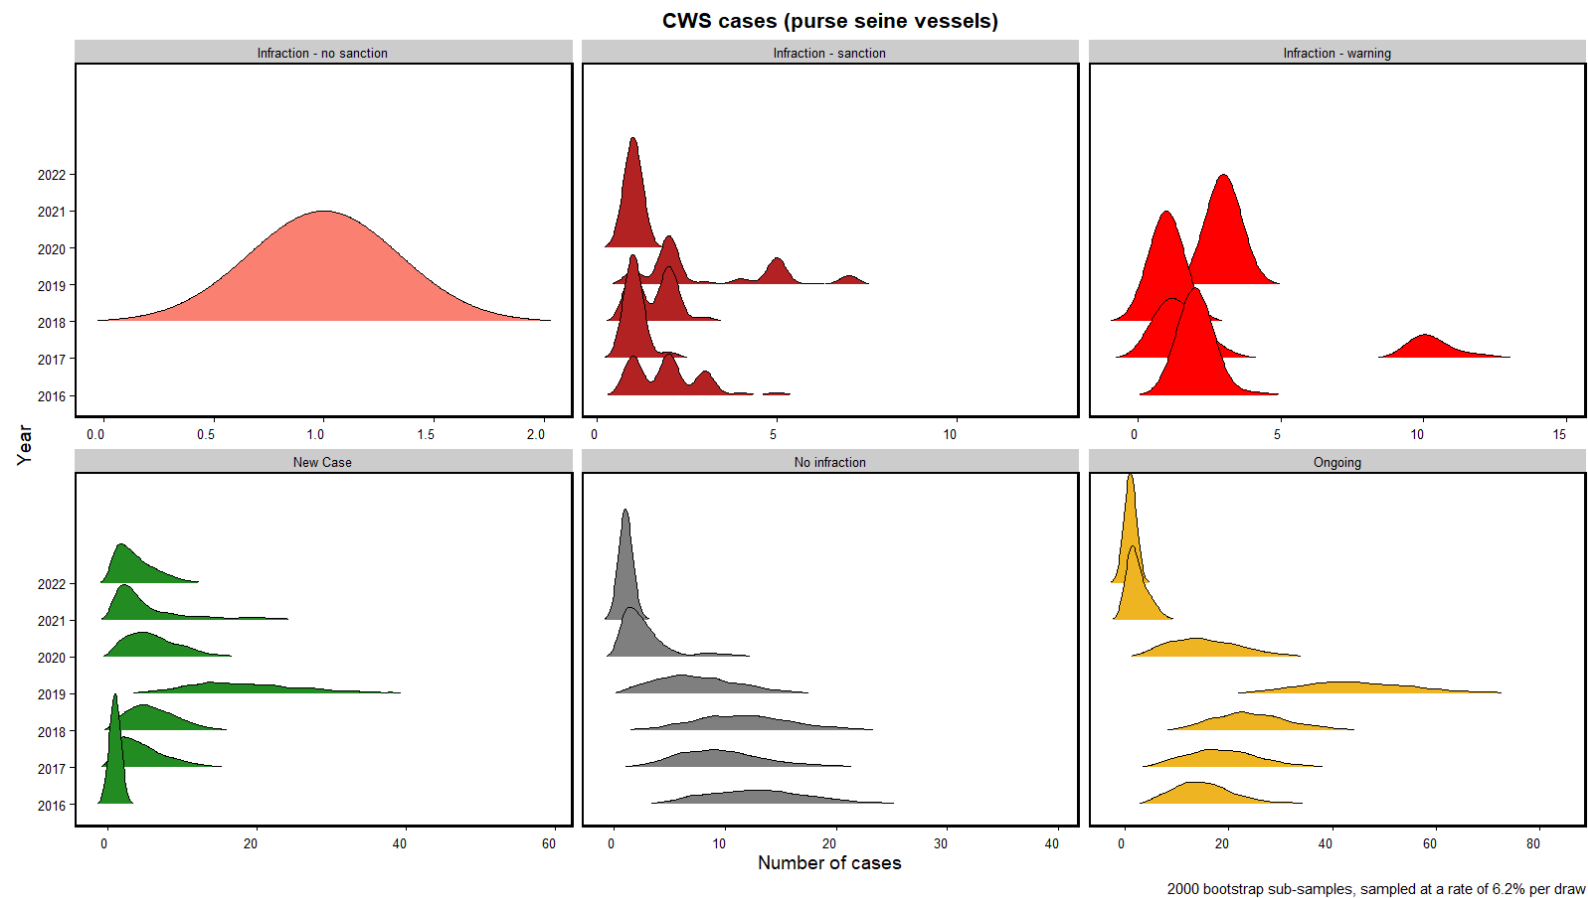 CWS cases (purse seine vessels)
Infraction - no sanction
Infraction - sanction
Infraction - warning
2022
2021
2020
2019
2018
2017
2016
0.0 0.5 1.0 1.5 2.0
0 5 10
0 5 10 15
Year
New Case
No infraction
Ongoing
2022
2021
2020
2019
2018
2017
2016
0 20 40 60
0 10 20 30 40
0 20 40 60 80
Number of cases
2000 bootstrap sub-samples, sampled at a rate of 6.2% per draw